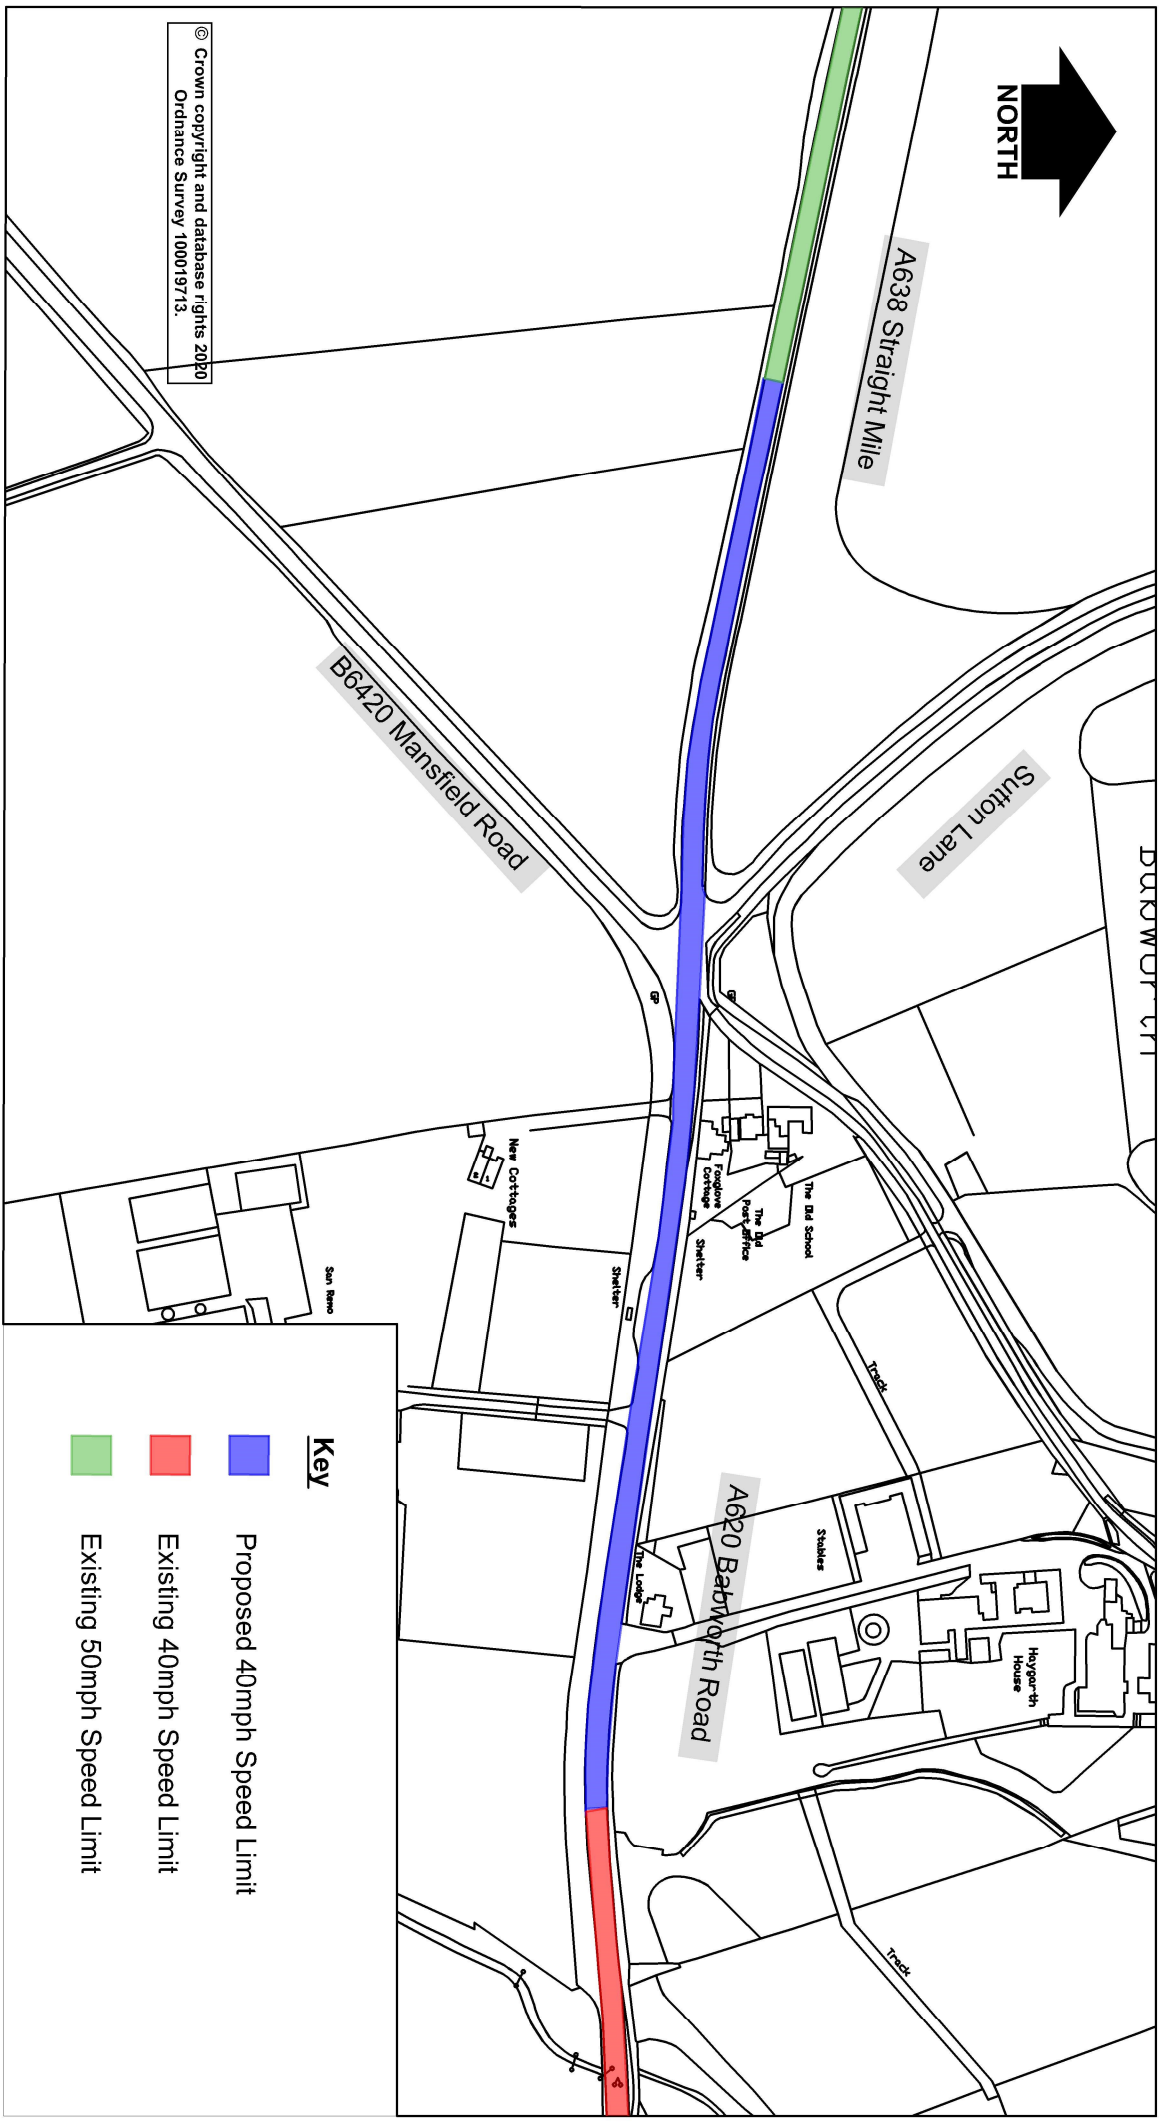 NORTH
A638 Straight Mile
Sutton Lane
B6420 Mansfield Road
A620 Babworth Road
GP
The Old School
The Old
Post Office
Foxglove
Cottage
Shelter
Shelter
New Cottages
2
1
San Remo
Track
Stables
The Lodge
Haygarth
House
Track
© Crown copyright and database rights 2020
Ordnance Survey 100019713.
Key
Proposed 40mph Speed Limit
Existing 40mph Speed Limit
Existing 50mph Speed Limit